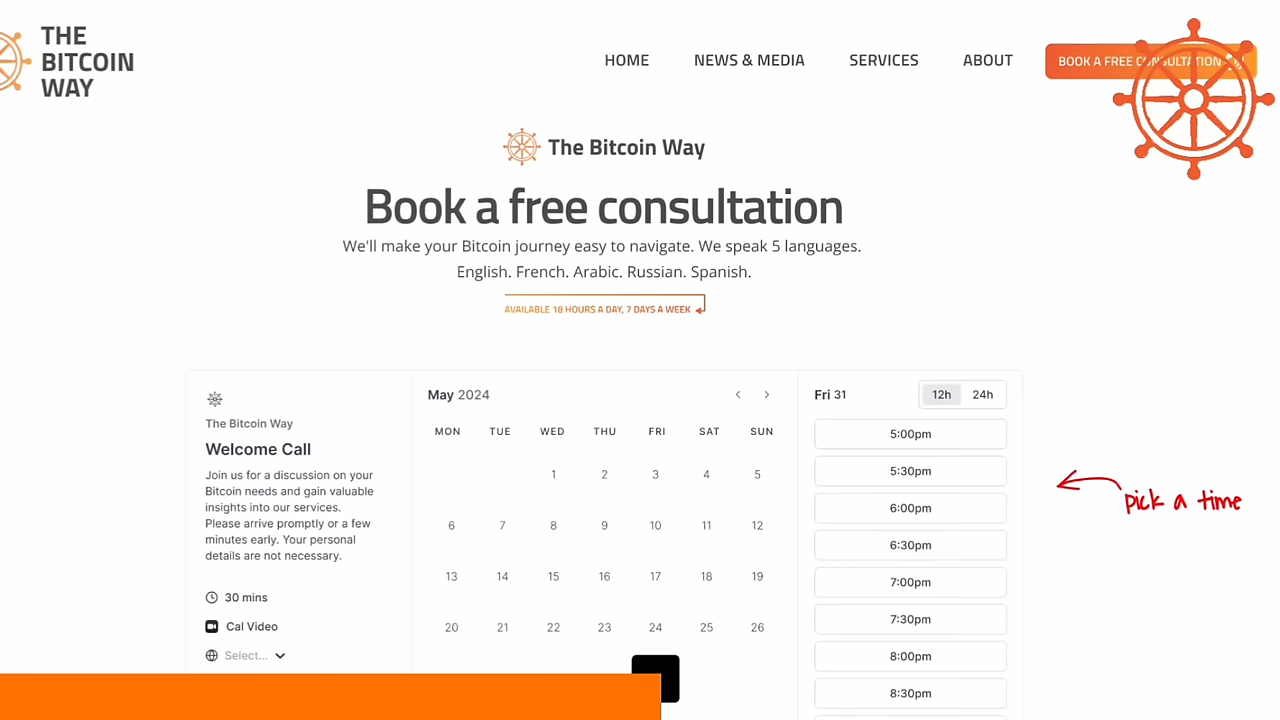 THE
BITCOIN
WAY
HOME NEWS & MEDIA SERVICES ABOUT BOOK A FREE CONSULTATION
The Bitcoin Way
Book a free consultation
We'll make your Bitcoin journey easy to navigate. We speak 5 languages.
English. French. Arabic. Russian. Spanish.
AVAILABLE 18 HOURS A DAY, 7 DAYS A WEEK
The Bitcoin Way
Welcome Call
Join us for a discussion on your
Bitcoin needs and gain valuable
insights into our services.
Please arrive promptly or a few
minutes early. Your personal
details are not necessary.
30 mins
Cal Video
Select...
May 2024
MON TUE WED THU FRI SAT SUN
1 2 3 4 5
6 7 8 9 10 11 12
13 14 15 16 17 18 19
20 21 22 23 24 25 26
Fri 31 12h 24h
5:00pm
5:30pm
6:00pm
6:30pm
7:00pm
7:30pm
8:00pm
8:30pm
pick a time